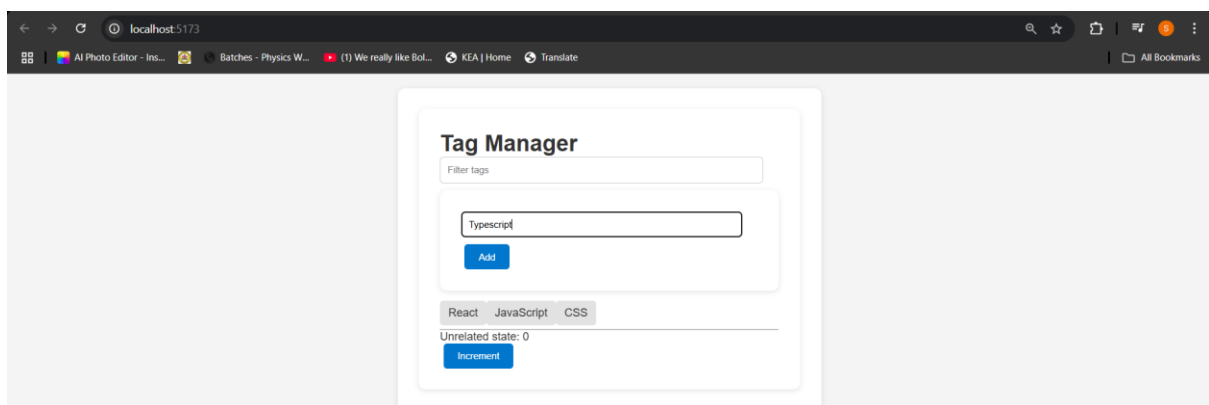 localhost:5173
S
AI Photo Editor - Ins... Batches - Physics W... (1) We really like Bol... KEA | Home Translate All Bookmarks
Tag Manager
Filter tags
Typescript
Add
React JavaScript CSS
Unrelated state: 0
Increment